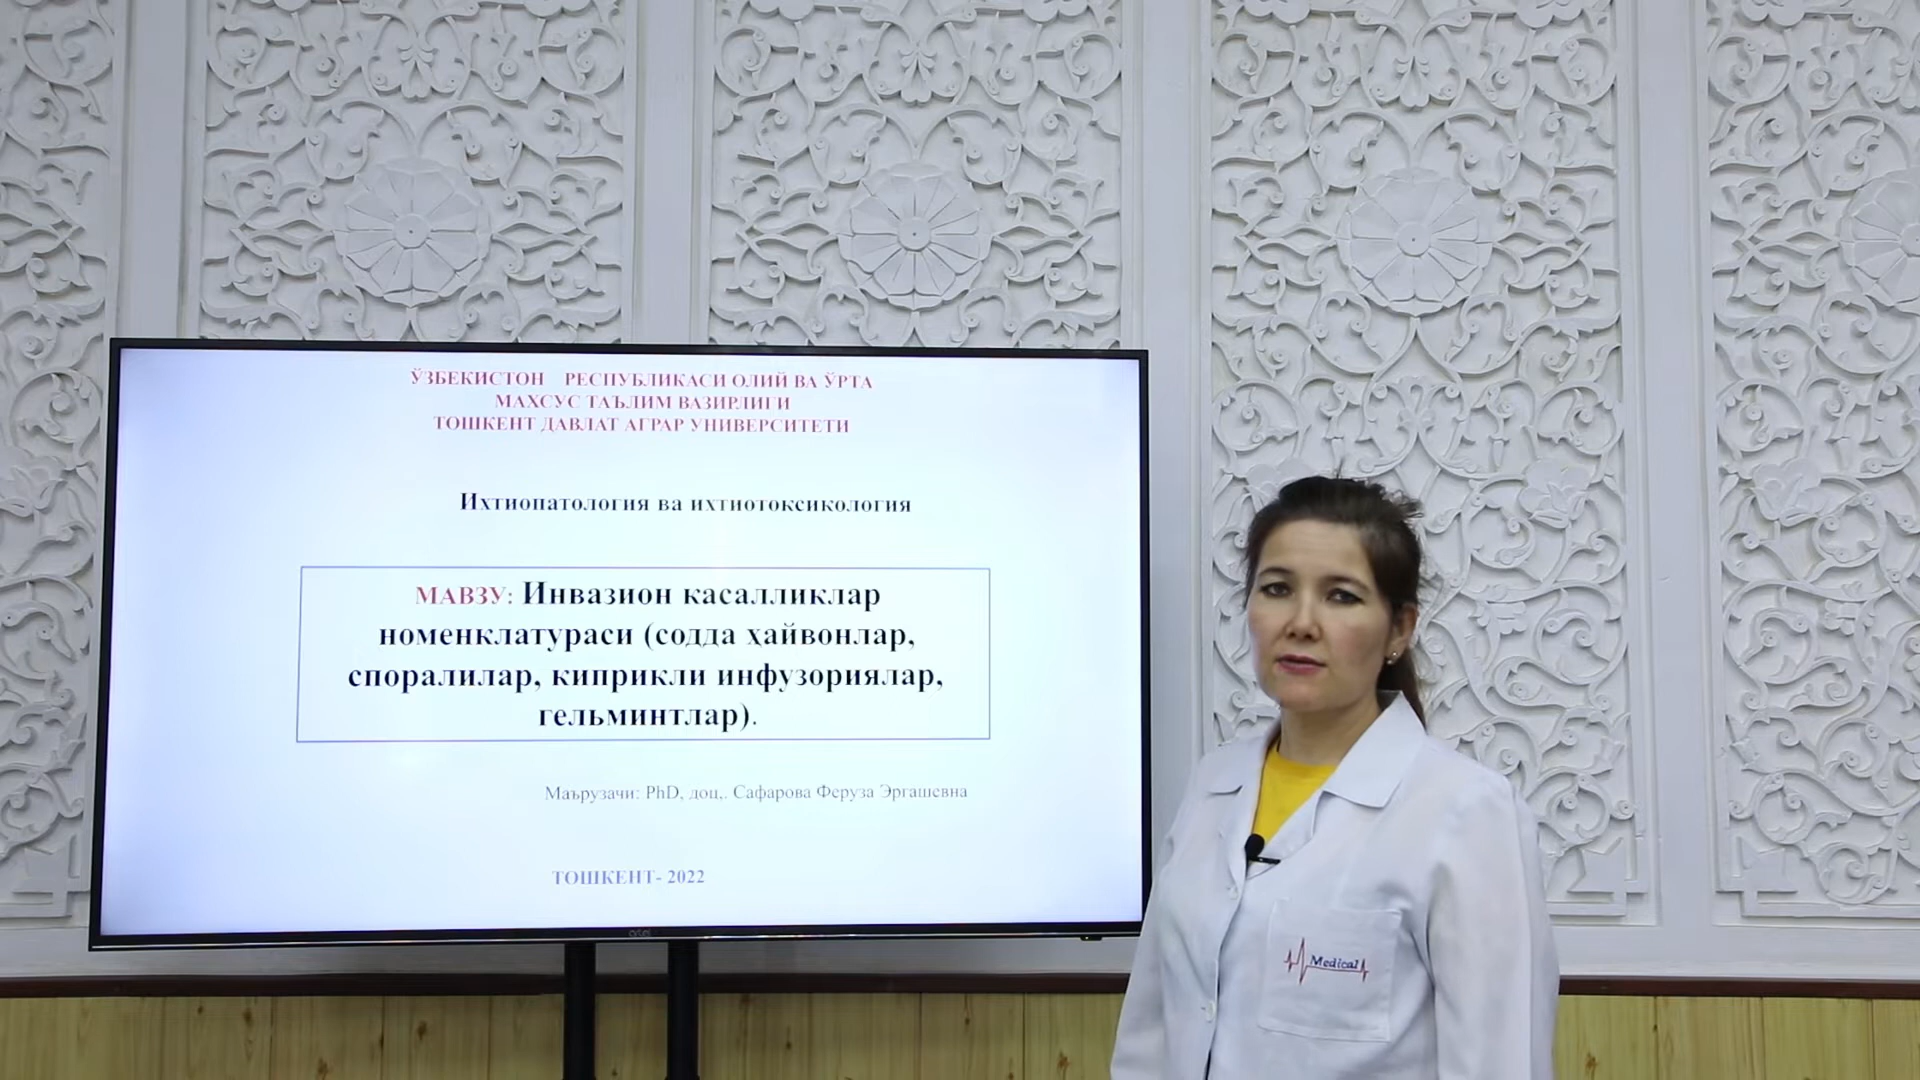 ЎЗБЕКИСТОН РЕСПУБЛИКАСИ ОЛИЙ ВА ЎРТА
МАХСУС ТАЪЛИМ ВАЗИРЛИГИ
ТОШКЕНТ ДАВЛАТ АГРАР УНИВЕРСИТЕТИ
Ихтиопатология ва ихтиотоксикология
МАВЗУ: Инвазион касалликлар
номенклатураси (содда ҳайвонлар,
споралилар, киприкли инфузориялар,
гельминтлар).
Маърузачи: PhD, доц,. Сафарова Феруза Эргашевна
ТОШКЕНТ- 2022
artel
Medical